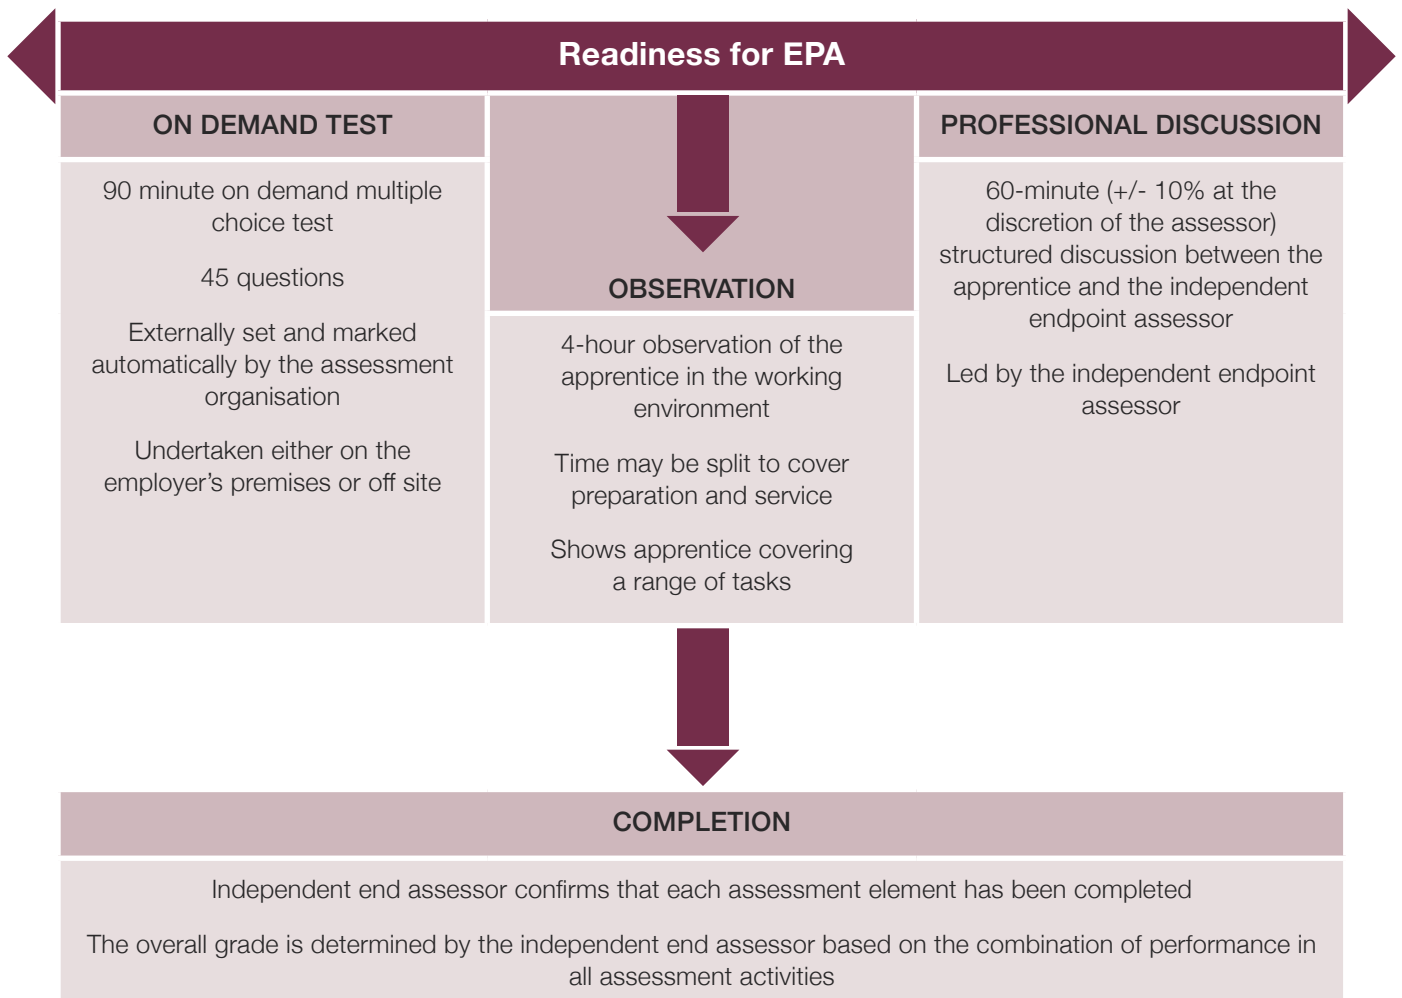 Readiness for EPA
ON DEMAND TEST
90 minute on demand multiple
choice test
45 questions
Externally set and marked
automatically by the assessment
organisation
Undertaken either on the
employer's premises or off site
OBSERVATION
4-hour observation of the
apprentice in the working
environment
Time may be split to cover
preparation and service
Shows apprentice covering
a range of tasks
PROFESSIONAL DISCUSSION
60-minute (+/- 10% at the
discretion of the assessor)
structured discussion between the
apprentice and the independent
endpoint assessor
Led by the independent endpoint
assessor
COMPLETION
Independent end assessor confirms that each assessment element has been completed
The overall grade is determined by the independent end assessor based on the combination of performance in
all assessment activities